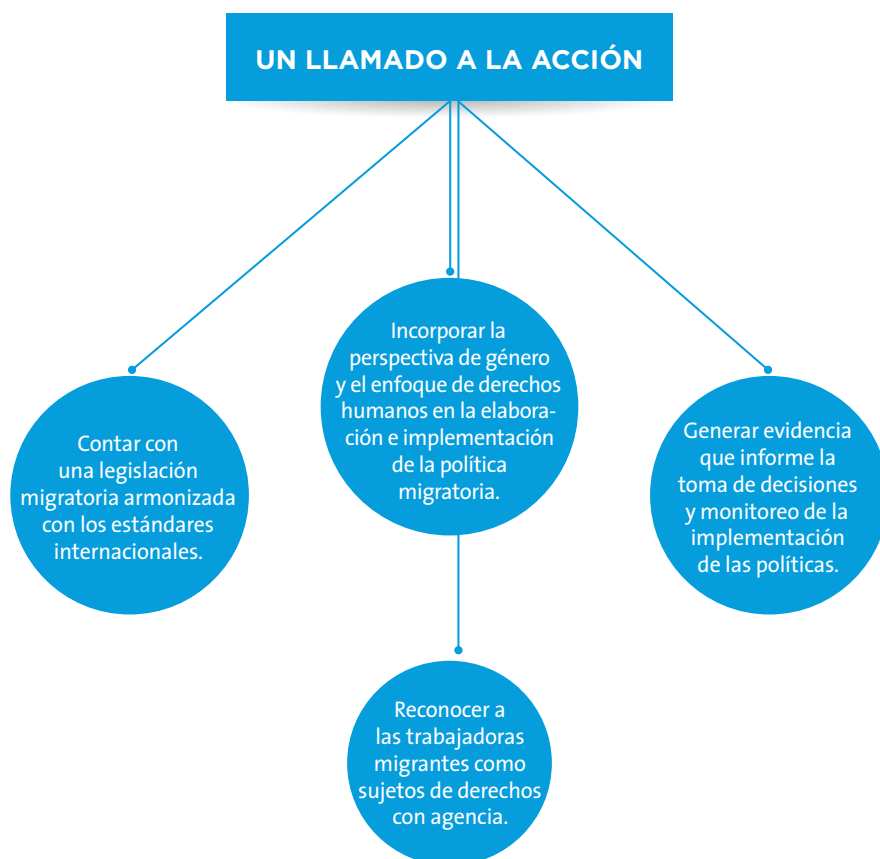 UN LLAMADO A LA ACCIÓN
Contar con
una legislación
migratoria armonizada
con los estándares
internacionales.
Incorporar la
perspectiva de género
y el enfoque de derechos
humanos en la elabora-
ción e implementación
de la política
migratoria.
Generar evidencia
que informe la
toma de decisiones
y monitoreo de la
implementación
de las políticas.
Reconocer a
las trabajadoras
migrantes como
sujetos de derechos
con agencia.